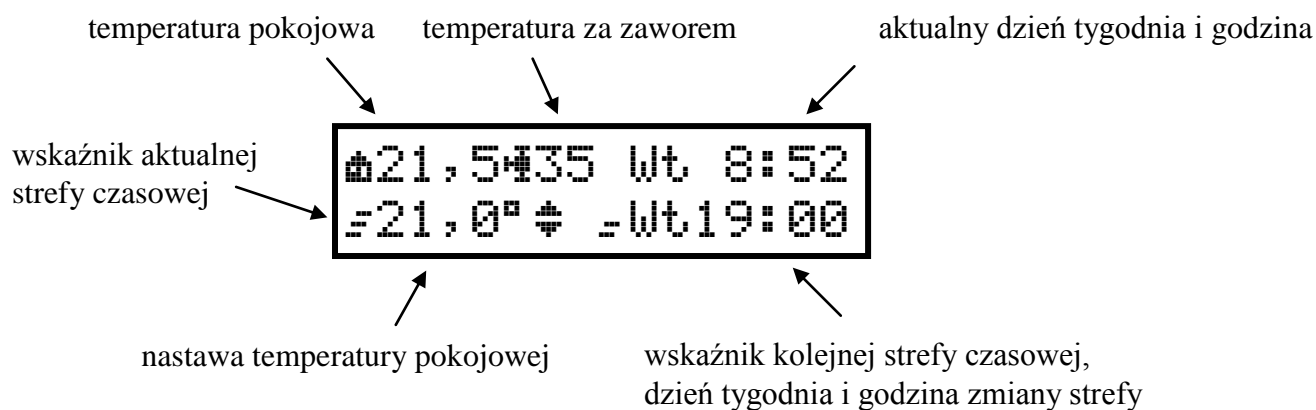 temperatura pokojowa
temperatura za zaworem
aktualny dzień tygodnia i godzina
wskaźnik aktualnej
strefy czasowej
21,5 35 Wt 8:52
21,0° Wt19:00
nastawa temperatury pokojowej
wskaźnik kolejnej strefy czasowej,
dzień tygodnia i godzina zmiany strefy